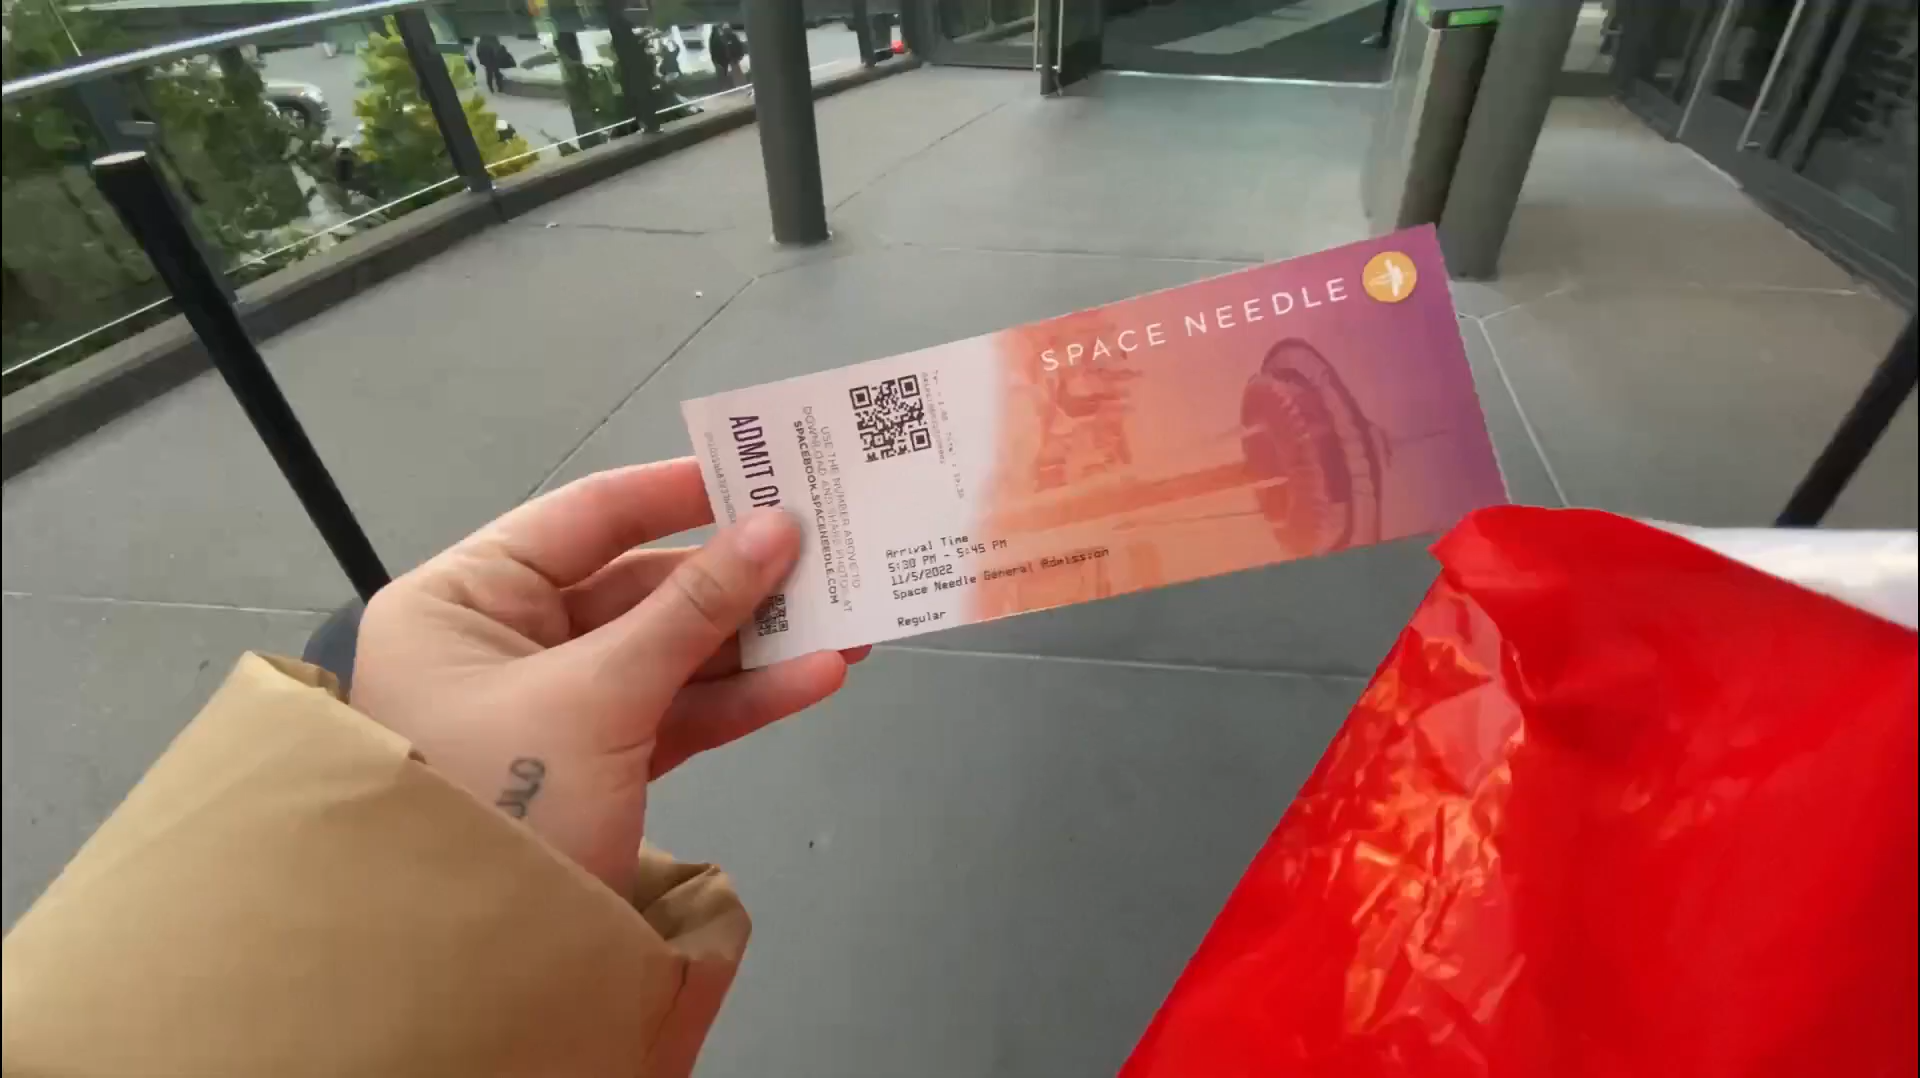 SPACE NEEDLE
ADMIT ON
USE THE NUMBER ABOVE TO
DOWNLOAD AND SHARE PHOTOS AT
SPACEBOOK.SPACENEEDLE.COM
Arrival Time
5:30 PM - 5:45 PM
11/5/2022
Space Needle General Admission
Regular